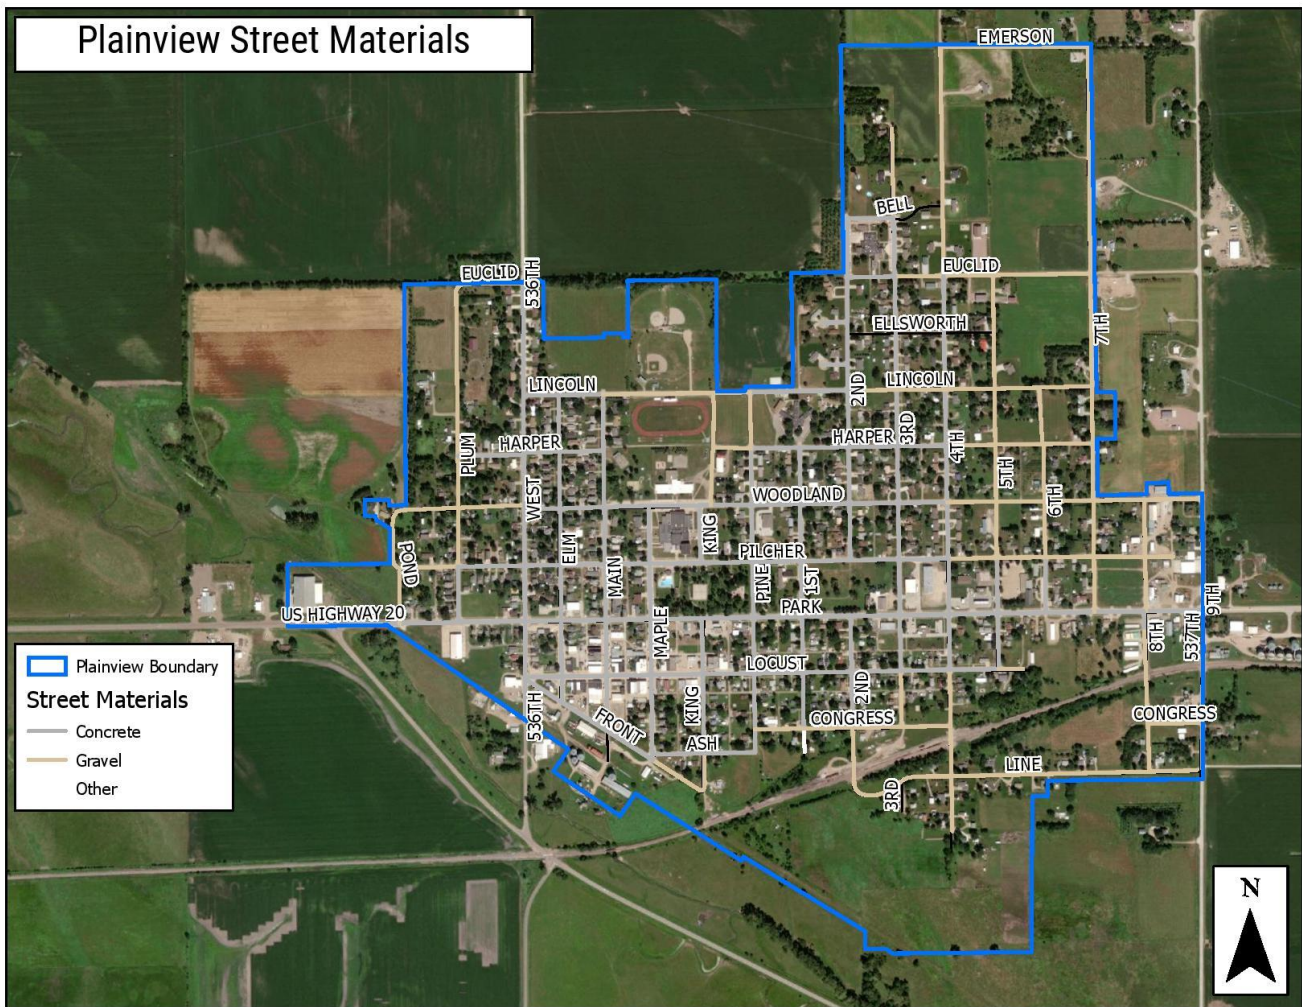 Plainview Street Materials
EMERSON
BELL
EUCLID
EUCLID
536TH
ELLSWORTH
7TH
LINCOLN
LINCOLN
2ND
3RD
HARPER
HARPER
4TH
PLUM
5TH
6TH
WEST
WOODLAND
KING
ELM
PILCHER
POND
MAIN
PINE
1ST
US HIGHWAY 20
PARK
9TH
MAPLE
8TH
537TH
LOCUST
2ND
KING
536TH
FRONT
CONGRESS
CONGRESS
ASH
LINE
3RD
Plainview Boundary
Street Materials
Concrete
Gravel
Other
N